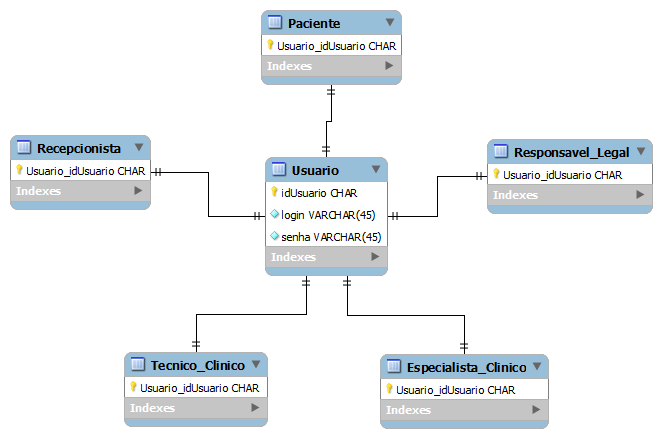 Paciente
Usuario_idUsuario CHAR
Indexes
Recepcionista
Usuario_idUsuario CHAR
Indexes
Usuario
idUsuario CHAR
login VARCHAR(45)
senha VARCHAR(45)
Indexes
Responsavel_Legal
Usuario_idUsuario CHAR
Indexes
Tecnico_Clinico
Usuario_idUsuario CHAR
Indexes
Especialista_Clinico
Usuario_idUsuario CHAR
Indexes